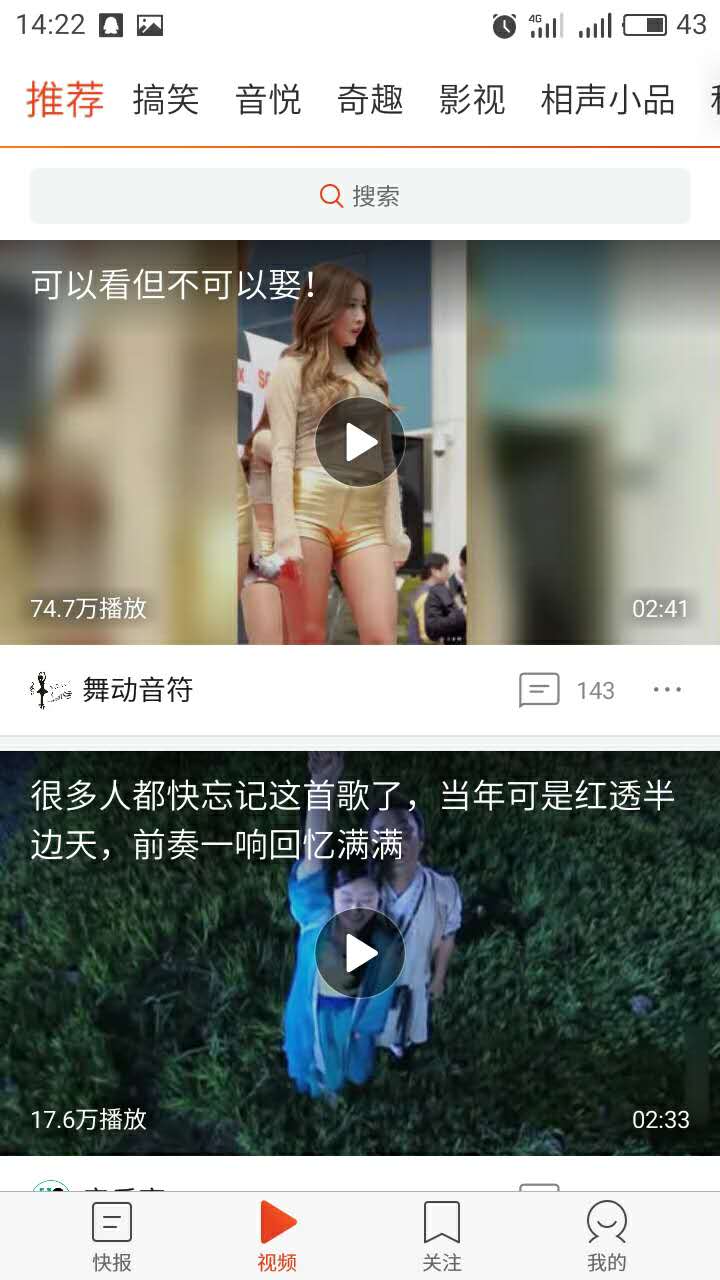 14:22 4G 43
推荐 搞笑 音悦 奇趣 影视 相声小品
搜索
可以看但不可以娶!
74.7万播放 02:41
舞动音符 143
很多人都快忘记这首歌了，当年可是红透半
边天，前奏一响回忆满满
17.6万播放 02:33
快报 视频 关注 我的